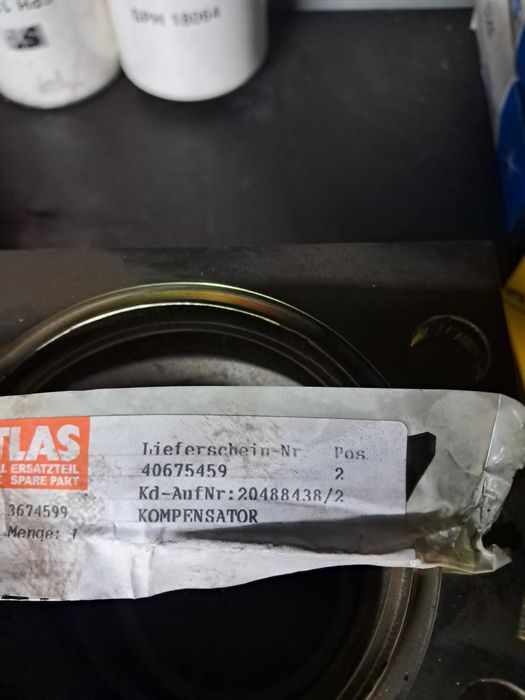 SPH 18064
TLAS
ERSATZTEIL
SPARE PART
3674599
Menge: 1
Lieferschein-Nr Pos.
40675459 2
Kd-AufNr:20488438/2
KOMPENSATOR